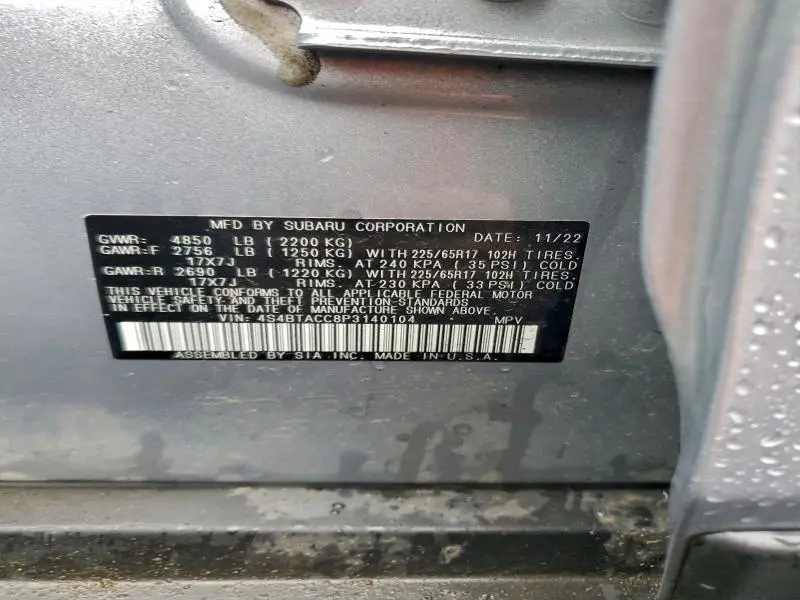 MFD BY SUBARU CORPORATION
GVWR: 4850 LB (2200 KG) DATE: 11/22
GAWR:F 2756 LB (1250 KG) WITH 225/65R17 102H TIRES.
17X7J RIMS. AT 240 KPA (35 PSI) COLD
GAWR:R 2690 LB (1220 KG) WITH 225/65R17 102H TIRES.
17X7J RIMS. AT 230 KPA (33 PSI) COLD
THIS VEHICLE CONFORMS TO ALL APPLICABLE FEDERAL MOTOR
VEHICLE SAFETY AND THEFT PREVENTION STANDARDS
IN EFFECT ON THE DATE OF MANUFACTURE SHOWN ABOVE.
VIN: 4S4BTACC8P3140104 MPV
ASSEMBLED BY SIA INC. MADE IN U.S.A.